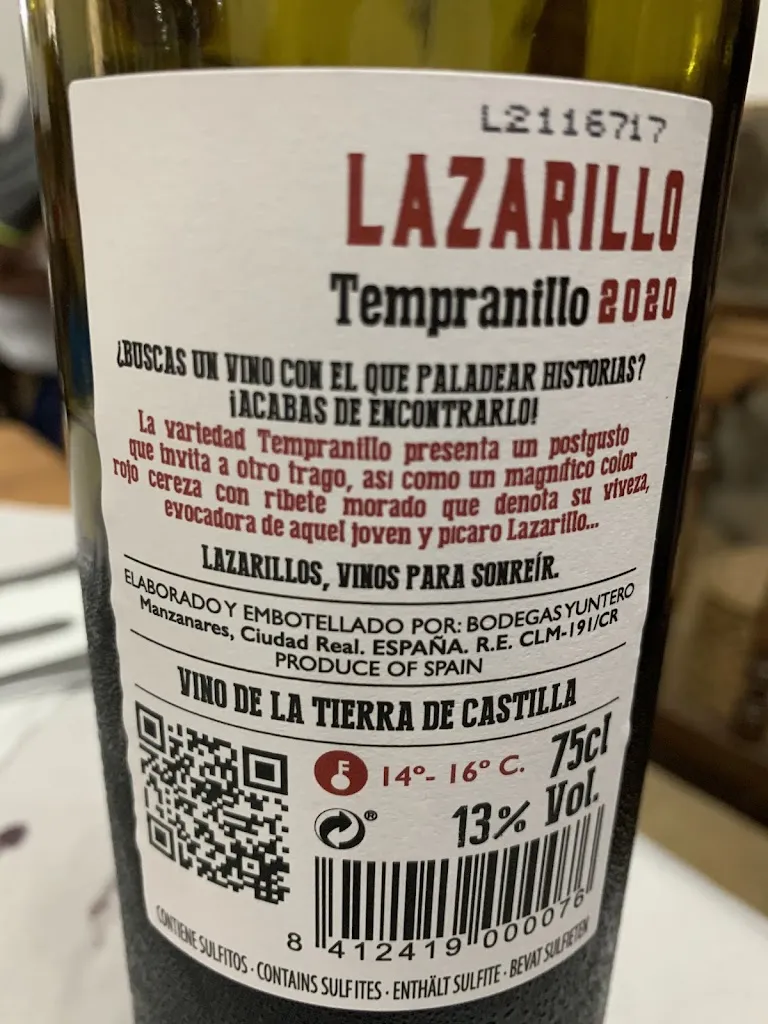 L2116717
LAZARILLO
Tempranillo 2020
¿BUSCAS UN VINO CON EL QUE PALADEAR HISTORIAS?
¡ACABAS DE ENCONTRARLO!
La variedad Tempranillo presenta un postgusto
que invita a otro trago, así como un magnífico color
rojo cereza con ribete morado que denota su viveza,
evocadora de aquel joven y pícaro Lazarillo...
LAZARILLOS, VINOS PARA SONREÍR.
ELABORADO Y EMBOTELLADO POR: BODEGAS YUNTERO
Manzanares, Ciudad Real. ESPAÑA. R.E. CLM-191/CR
PRODUCE OF SPAIN
VINO DE LA TIERRA DE CASTILLA
14º- 16º C.
75cl
13% Vol.
8 412419 000076
CONTIENE SULFITOS · CONTAINS SULFITES · ENTHÄLT SULFITE · BEVAT SULFIETEN